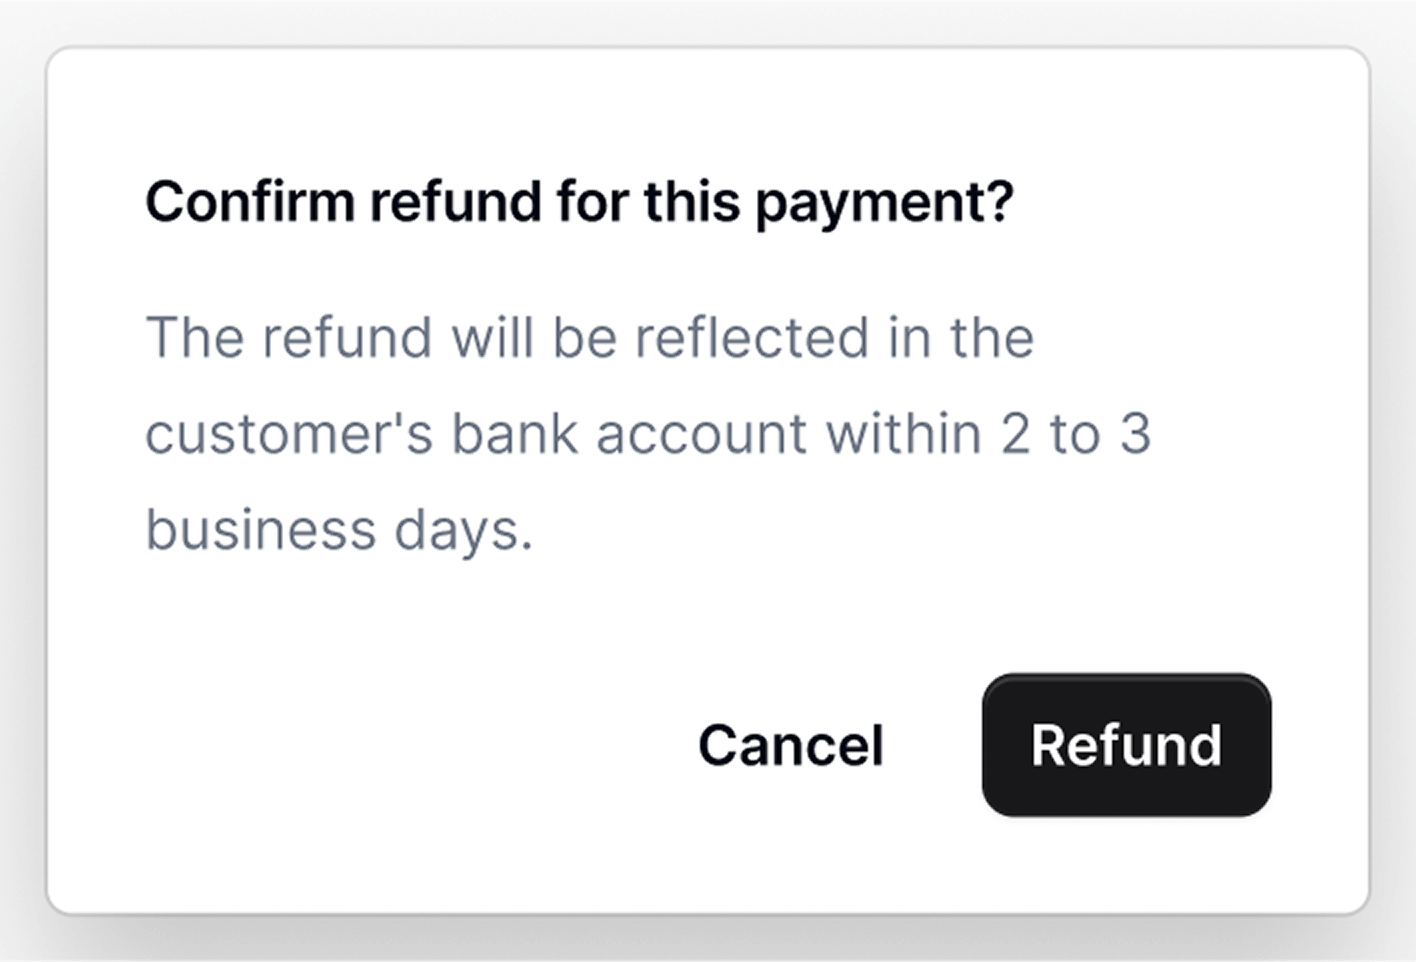 Confirm refund for this payment?
The refund will be reflected in the
customer's bank account within 2 to 3
business days.
Cancel
Refund